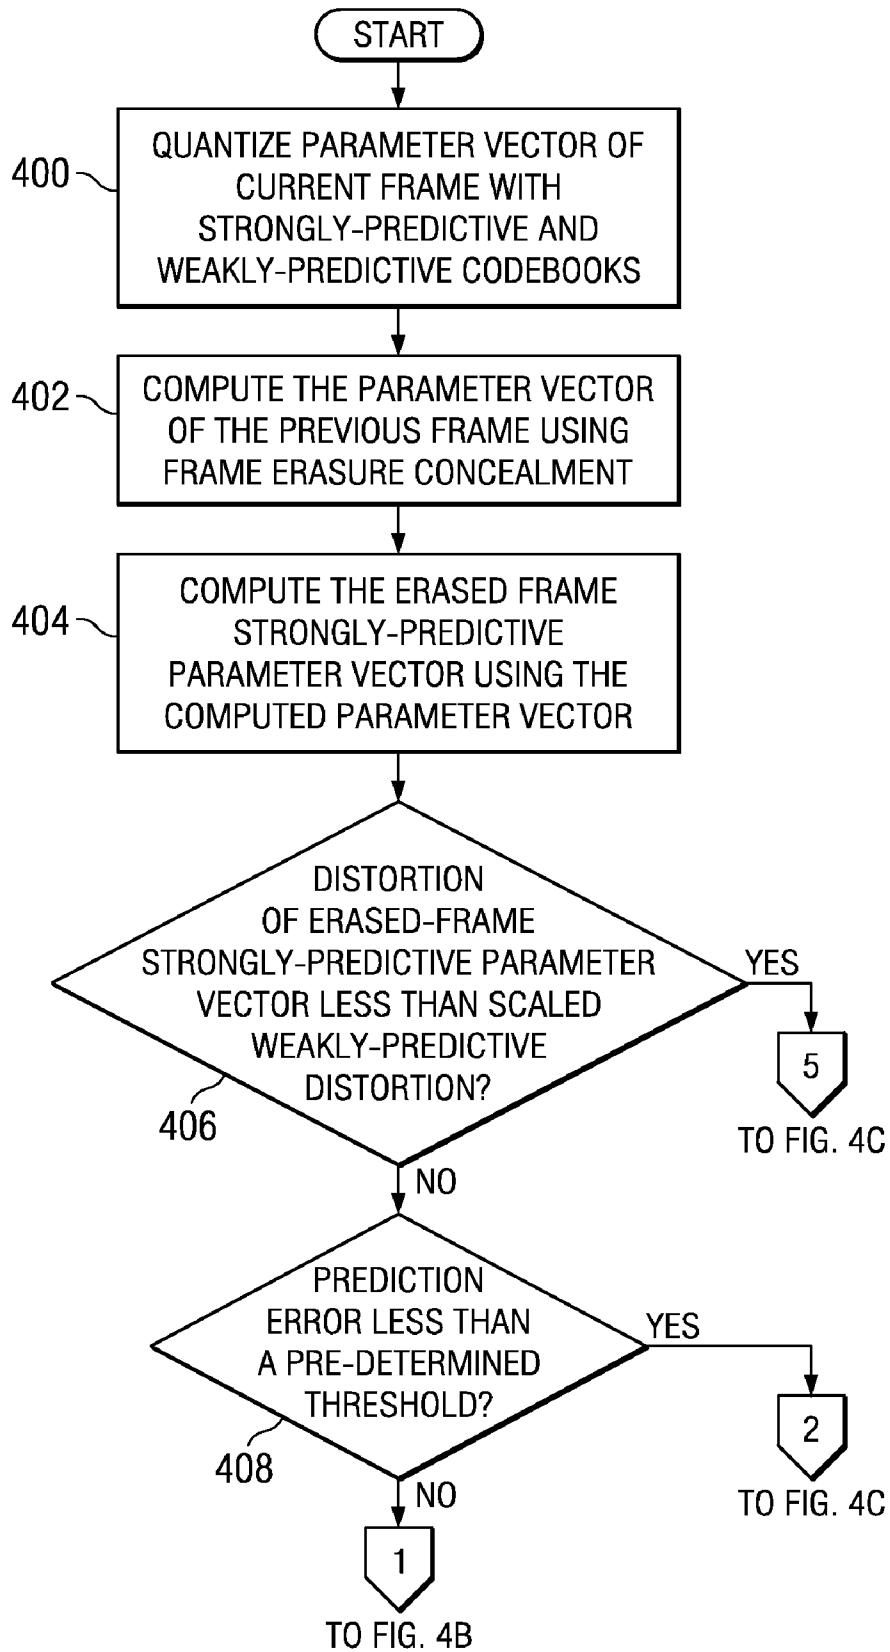 START
400
QUANTIZE PARAMETER VECTOR OF
CURRENT FRAME WITH
STRONGLY-PREDICTIVE AND
WEAKLY-PREDICTIVE CODEBOOKS
402
COMPUTE THE PARAMETER VECTOR
OF THE PREVIOUS FRAME USING
FRAME ERASURE CONCEALMENT
404
COMPUTE THE ERASED FRAME
STRONGLY-PREDICTIVE
PARAMETER VECTOR USING THE
COMPUTED PARAMETER VECTOR
DISTORTION
OF ERASED-FRAME
STRONGLY-PREDICTIVE PARAMETER
VECTOR LESS THAN SCALED
WEAKLY-PREDICTIVE
DISTORTION?
406
YES
5
TO FIG. 4C
NO
PREDICTION
ERROR LESS THAN
A PRE-DETERMINED
THRESHOLD?
408
YES
2
TO FIG. 4C
NO
1
TO FIG. 4B